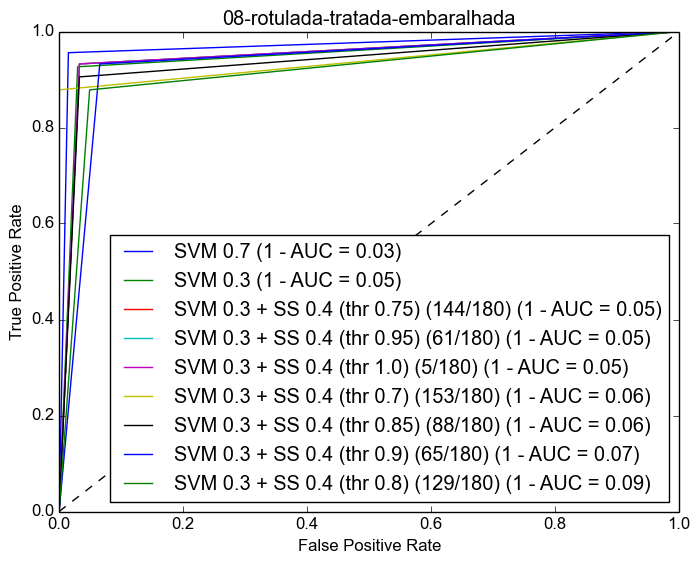 08-rotulada-tratada-embaralhada
1.0
0.8
0.6
0.4
0.2
0.0
True Positive Rate
SVM 0.7 (1 - AUC = 0.03)
SVM 0.3 (1 - AUC = 0.05)
SVM 0.3 + SS 0.4 (thr 0.75) (144/180) (1 - AUC = 0.05)
SVM 0.3 + SS 0.4 (thr 0.95) (61/180) (1 - AUC = 0.05)
SVM 0.3 + SS 0.4 (thr 1.0) (5/180) (1 - AUC = 0.05)
SVM 0.3 + SS 0.4 (thr 0.7) (153/180) (1 - AUC = 0.06)
SVM 0.3 + SS 0.4 (thr 0.85) (88/180) (1 - AUC = 0.06)
SVM 0.3 + SS 0.4 (thr 0.9) (65/180) (1 - AUC = 0.07)
SVM 0.3 + SS 0.4 (thr 0.8) (129/180) (1 - AUC = 0.09)
0.0 0.2 0.4 0.6 0.8 1.0
False Positive Rate